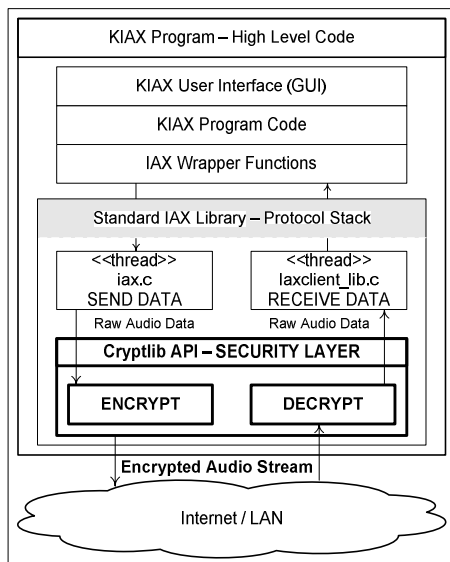 KIAX Program – High Level Code
KIAX User Interface (GUI)
KIAX Program Code
IAX Wrapper Functions
Standard IAX Library – Protocol Stack
<<thread>>
iax.c
SEND DATA
<<thread>>
Iaxclient_lib.c
RECEIVE DATA
Raw Audio Data
Raw Audio Data
Cryptlib API – SECURITY LAYER
ENCRYPT
DECRYPT
Encrypted Audio Stream
Internet / LAN